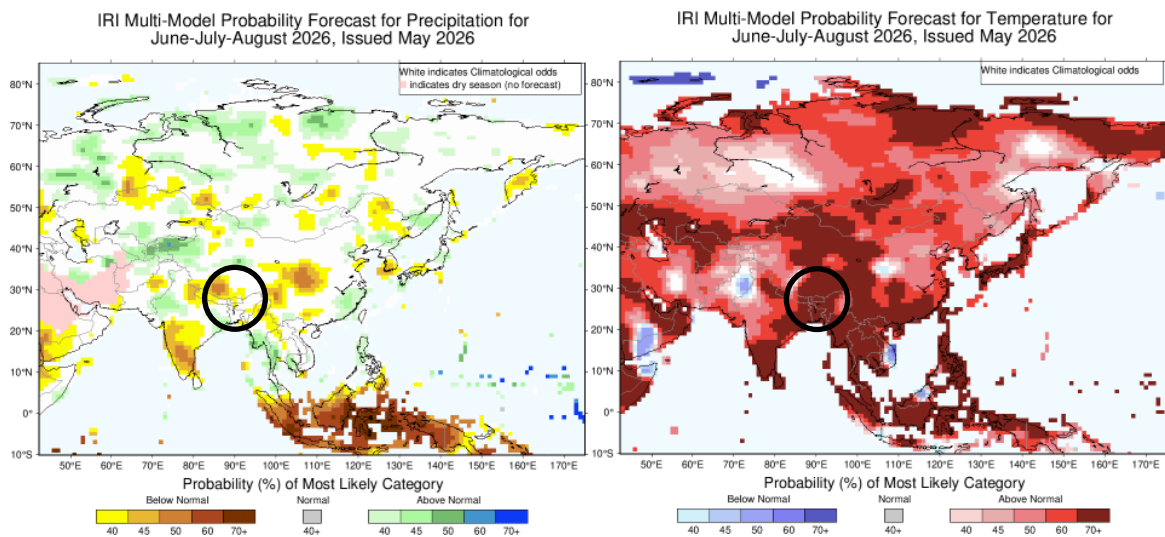 IRI Multi-Model Probability Forecast for Precipitation for
June-July-August 2026, Issued May 2026
White indicates Climatological odds
indicates dry season (no forecast)
80°N
70°N
60°N
50°N
40°N
30°N
20°N
10°N
0°
10°S
50°E 60°E 70°E 80°E 90°E 100°E 110°E 120°E 130°E 140°E 150°E 160°E 170°E
Probability (%) of Most Likely Category
Below Normal Normal Above Normal
40 45 50 60 70+ 40+ 40 45 50 60 70+
IRI Multi-Model Probability Forecast for Temperature for
June-July-August 2026, Issued May 2026
White indicates Climatological odds
80°N
70°N
60°N
50°N
40°N
30°N
20°N
10°N
0°
10°S
50°E 60°E 70°E 80°E 90°E 100°E 110°E 120°E 130°E 140°E 150°E 160°E 170°E
Probability (%) of Most Likely Category
Below Normal Normal Above Normal
40 45 50 60 70+ 40+ 40 45 50 60 70+